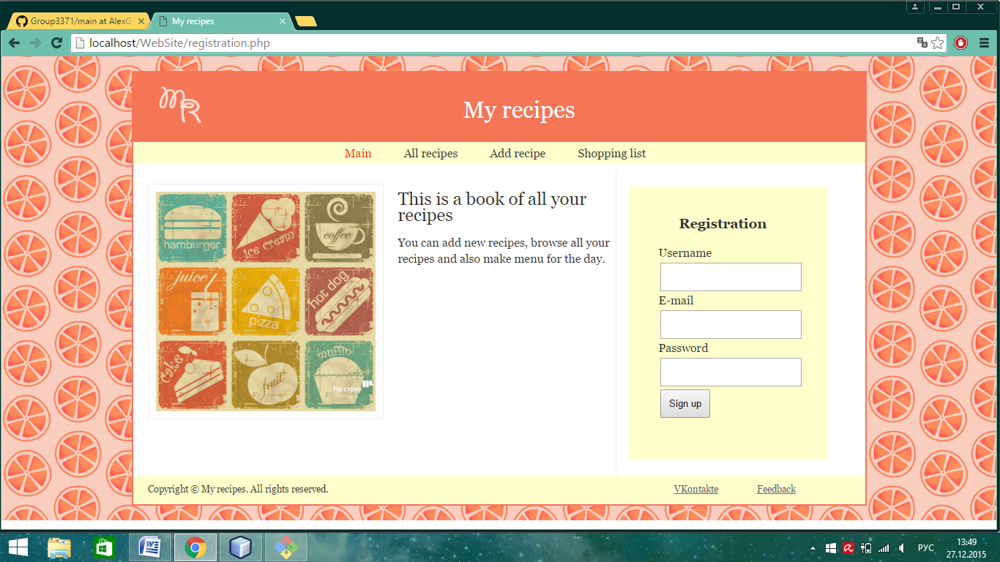 Group3371/main at AlexG
My recipes
localhost/WebSite/registration.php
MR
My recipes
Main All recipes Add recipe Shopping list
hamburger
ice cream
coffee
juice
pizza
hot dog
cake
fruit
muffin
На стену
This is a book of all your
recipes
You can add new recipes, browse all your
recipes and also make menu for the day.
Registration
Username
E-mail
Password
Sign up
Copyright © My recipes. All rights reserved.
VKontakte Feedback
РУС
13:49
27.12.2015